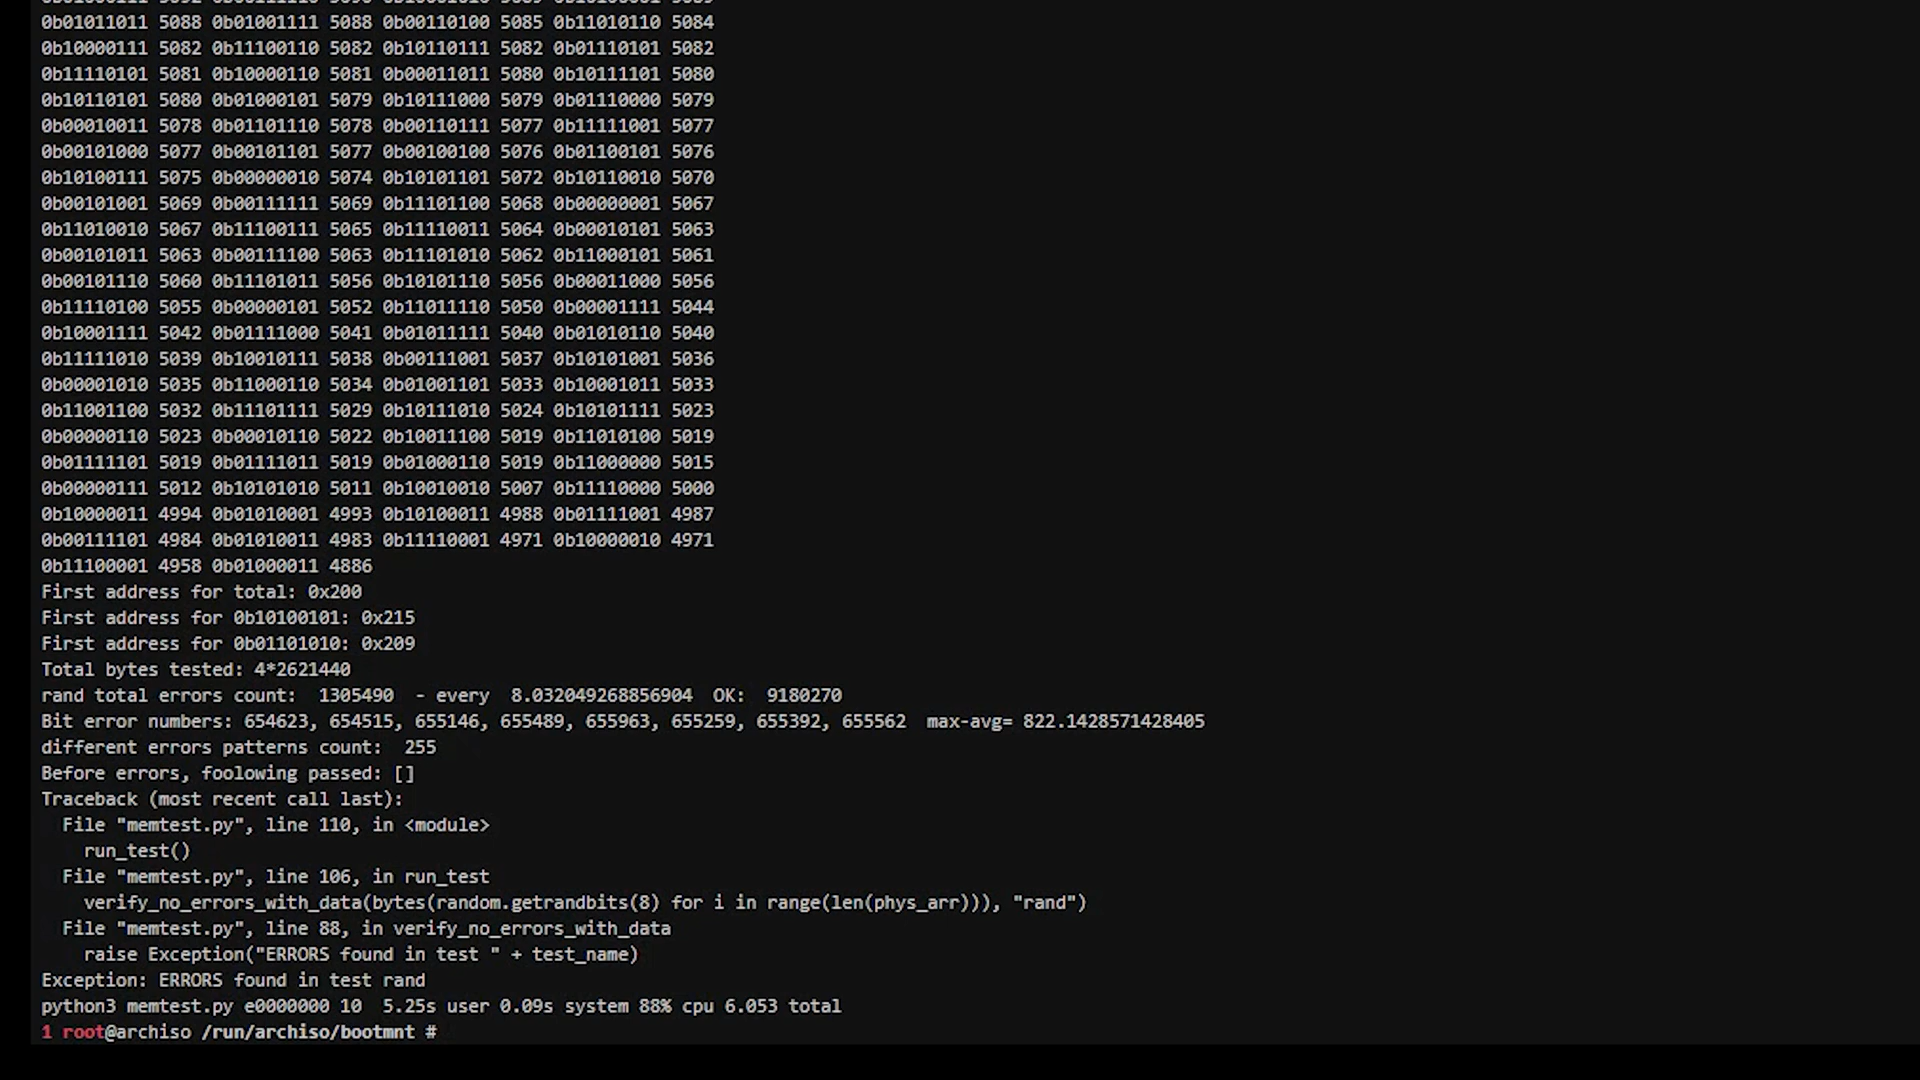 0b01011011 5088 0b01001111 5088 0b00110100 5085 0b11010110 5084
0b10000111 5082 0b11100110 5082 0b10110111 5082 0b01110101 5082
0b11110101 5081 0b10000110 5081 0b00011011 5080 0b10111101 5080
0b10110101 5080 0b01000101 5079 0b10111000 5079 0b01110000 5079
0b00010011 5078 0b01101110 5078 0b00110111 5077 0b11111001 5077
0b00101000 5077 0b00101101 5077 0b00100100 5076 0b01100101 5076
0b10100111 5075 0b00000010 5074 0b10101101 5072 0b10110010 5070
0b00101001 5069 0b00111111 5069 0b11101100 5068 0b00000001 5067
0b11010010 5067 0b11100111 5065 0b11110011 5064 0b00010101 5063
0b00101011 5063 0b00111100 5063 0b11101010 5062 0b11000101 5061
0b00101110 5060 0b11101011 5056 0b10101110 5056 0b00011000 5056
0b11110100 5055 0b00000101 5052 0b11011110 5050 0b00001111 5044
0b10001111 5042 0b01111000 5041 0b01011111 5040 0b01010110 5040
0b11111010 5039 0b10010111 5038 0b00111001 5037 0b10101001 5036
0b00001010 5035 0b11000110 5034 0b01001101 5033 0b10001011 5033
0b11001100 5032 0b11101111 5029 0b10111010 5024 0b10101111 5023
0b00000110 5023 0b00010110 5022 0b10011100 5019 0b11010100 5019
0b01111101 5019 0b01111011 5019 0b01000110 5019 0b11000000 5015
0b00000111 5012 0b10101010 5011 0b10010010 5007 0b11110000 5000
0b10000011 4994 0b01010001 4993 0b10100011 4988 0b01111001 4987
0b00111101 4984 0b01010011 4983 0b11110001 4971 0b10000010 4971
0b11100001 4958 0b01000011 4886
First address for total: 0x200
First address for 0b10100101: 0x215
First address for 0b01101010: 0x209
Total bytes tested: 4*2621440
rand total errors count:  1305490  - every  8.032049268856904  OK:  9180270
Bit error numbers: 654623, 654515, 655146, 655489, 655963, 655259, 655392, 655562  max-avg= 822.1428571428405
different errors patterns count:  255
Before errors, foolowing passed: []
Traceback (most recent call last):
  File "memtest.py", line 110, in <module>
    run_test()
  File "memtest.py", line 106, in run_test
    verify_no_errors_with_data(bytes(random.getrandbits(8) for i in range(len(phys_arr))), "rand")
  File "memtest.py", line 88, in verify_no_errors_with_data
    raise Exception("ERRORS found in test " + test_name)
Exception: ERRORS found in test rand
python3 memtest.py e0000000 10  5.25s user 0.09s system 88% cpu 6.053 total
1 root@archiso /run/archiso/bootmnt #